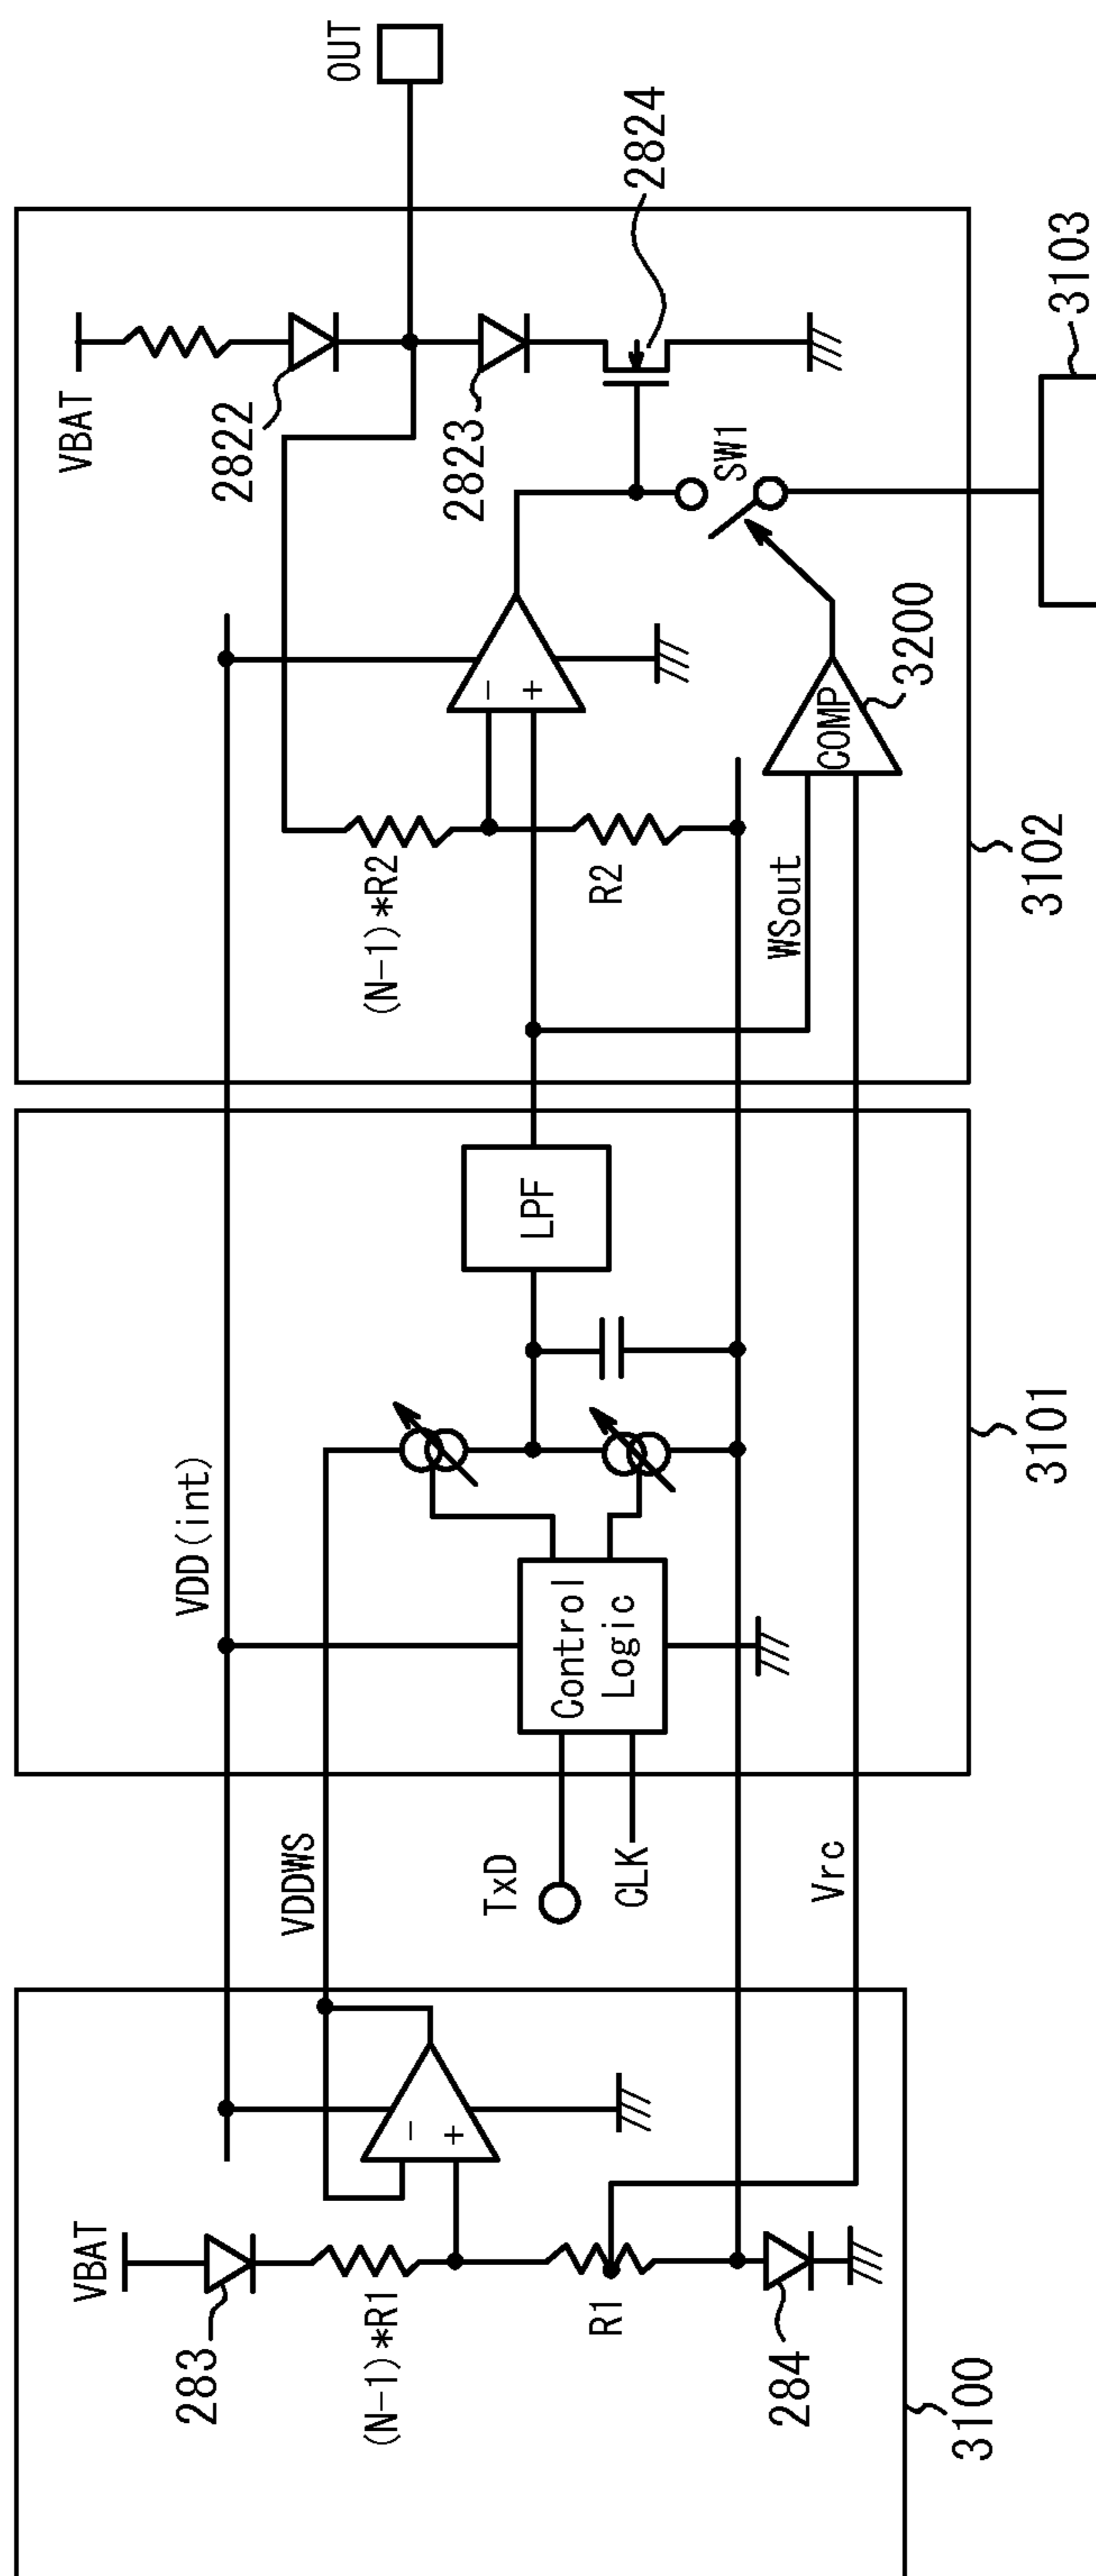 VBAT
283
(N-1)*R1
R1
284
3100
-
+
VDD(int)
VDDWS
TxD
CLK
Vrc
Control
Logic
LPF
3101
VBAT
2822
2823
2824
OUT
(N-1)*R2
R2
-
+
WSout
COMP
3200
SW1
3102
3103